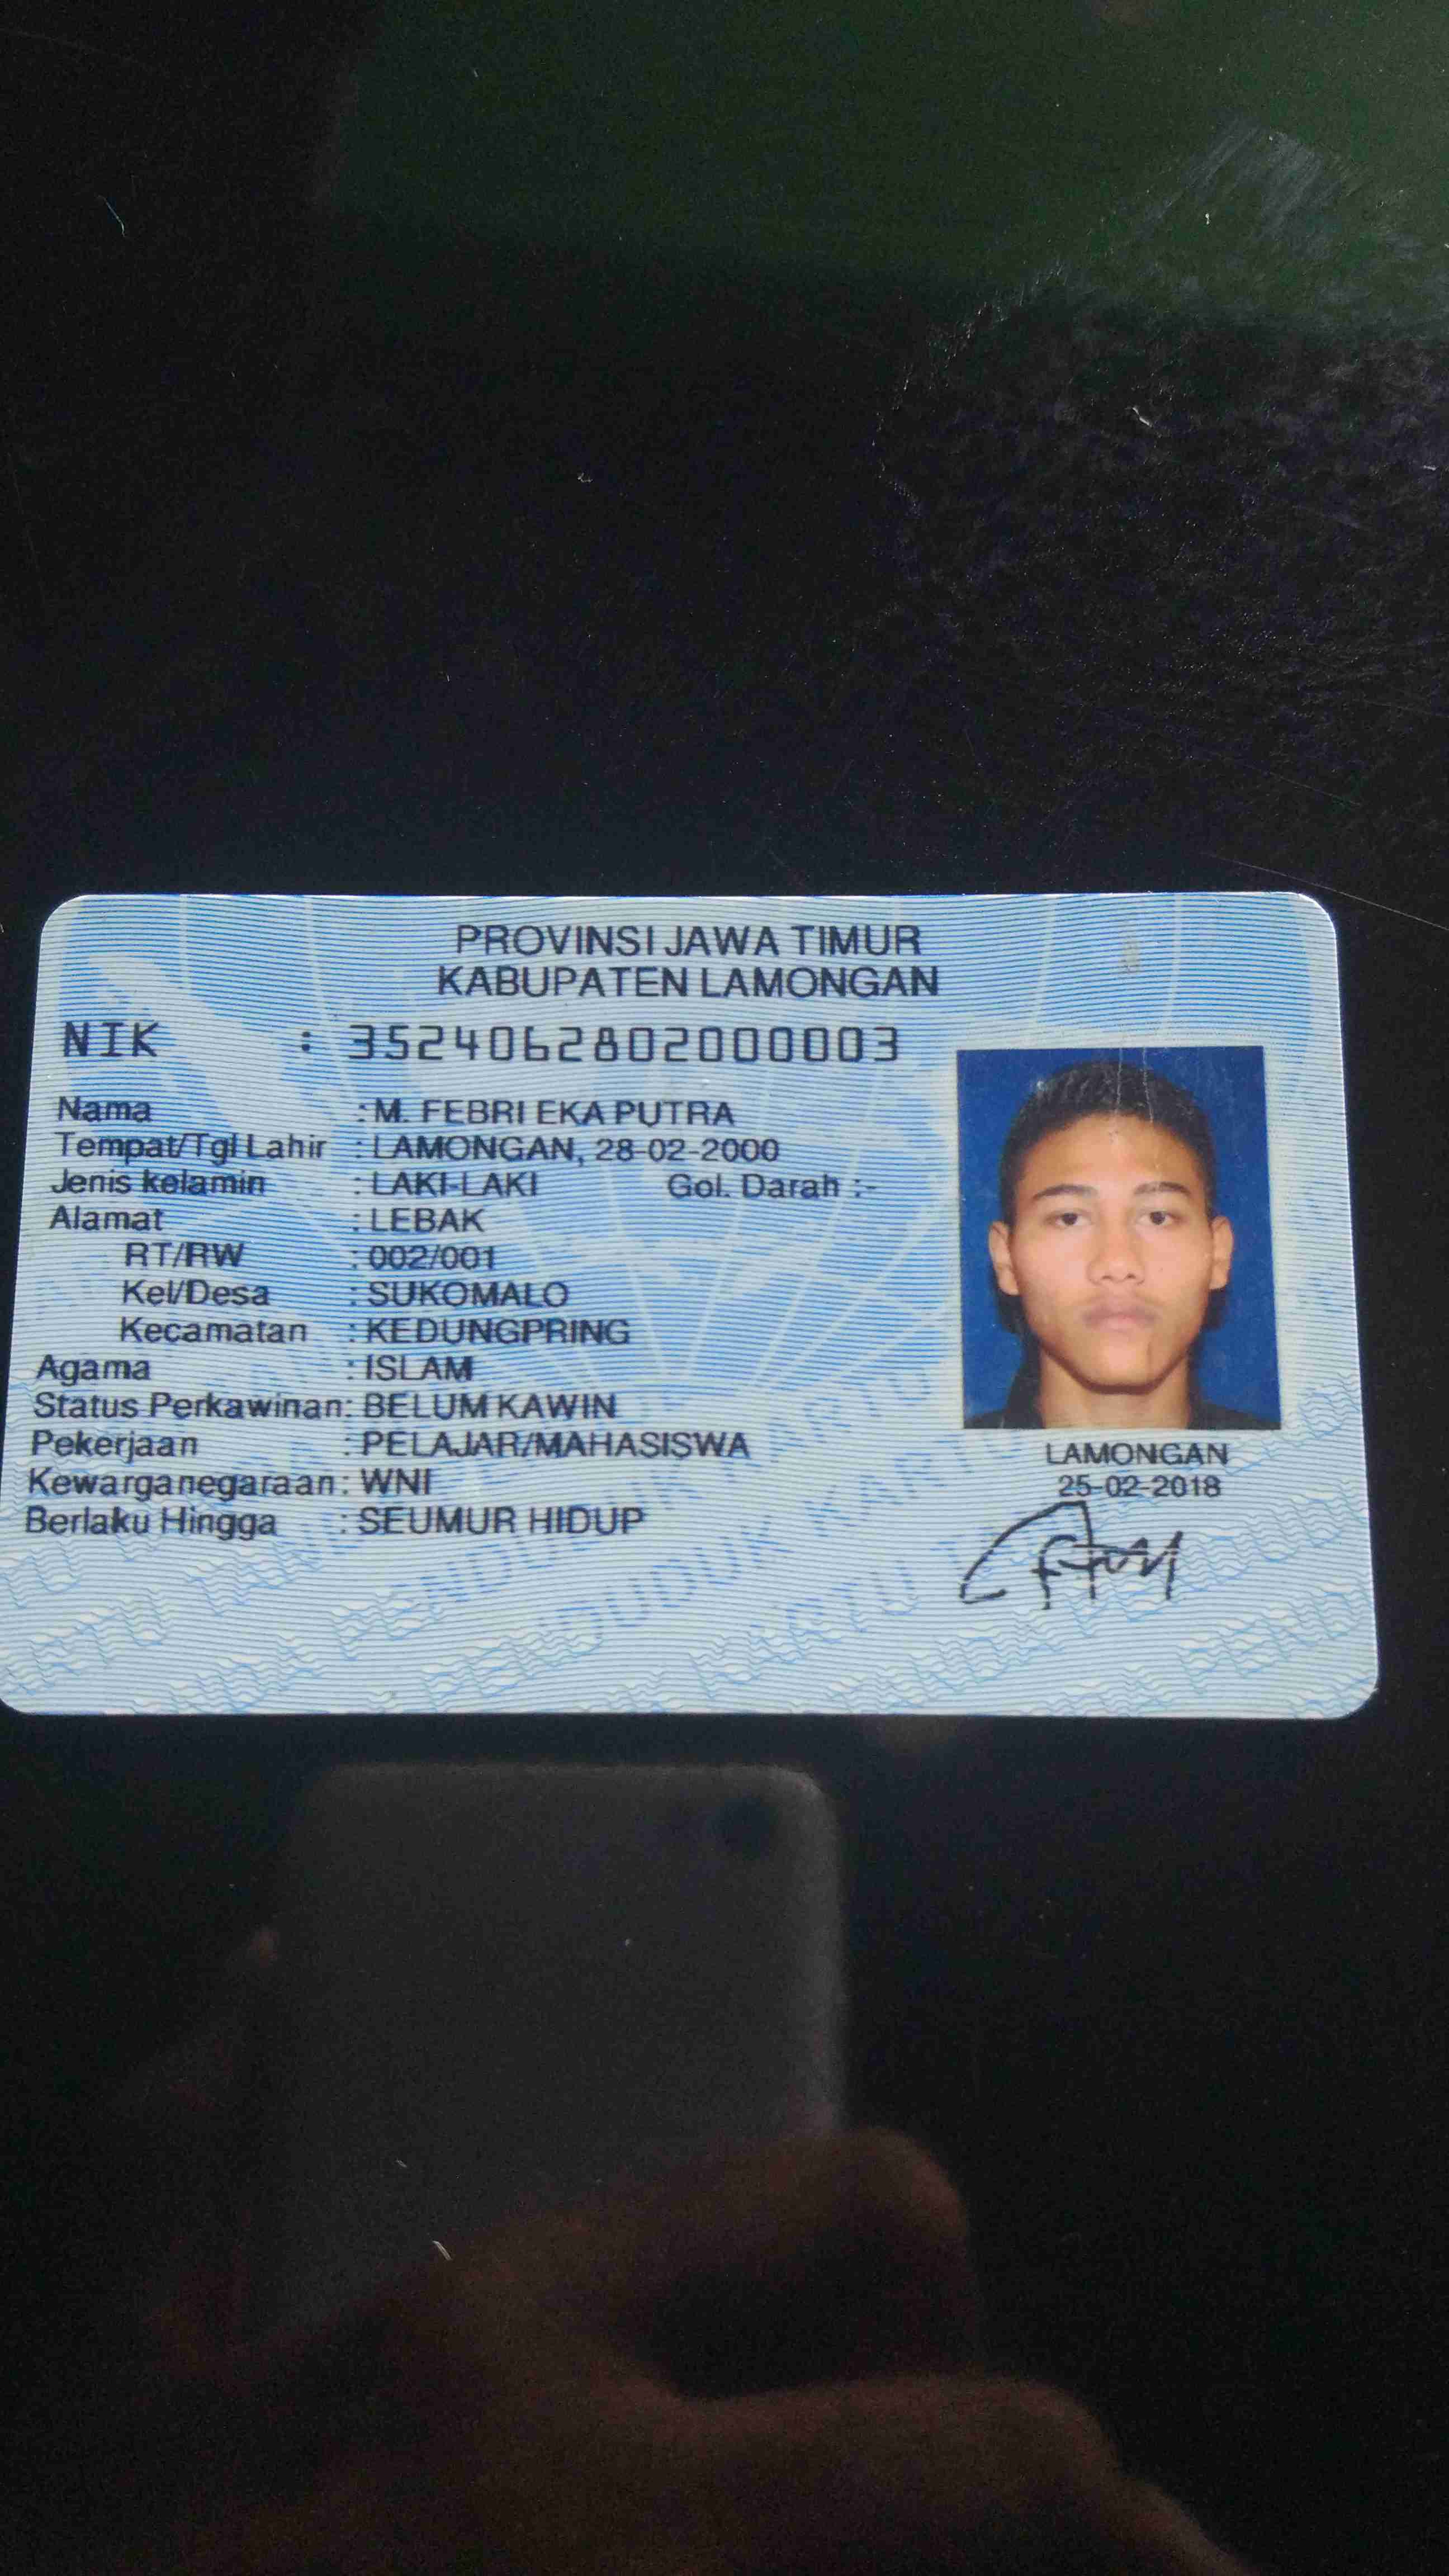 PROVINSI JAWA TIMUR
KABUPATEN LAMONGAN
NIK : 3524062802000003
Nama : M. FEBRI EKA PUTRA
Tempat/Tgl Lahir : LAMONGAN, 28-02-2000
Jenis kelamin : LAKI-LAKI Gol. Darah :-
Alamat : LEBAK
RT/RW : 002/001
Kel/Desa : SUKOMALO
Kecamatan : KEDUNGPRING
Agama : ISLAM
Status Perkawinan: BELUM KAWIN
Pekerjaan : PELAJAR/MAHASISWA
Kewarganegaraan: WNI
Berlaku Hingga : SEUMUR HIDUP
LAMONGAN
25-02-2018